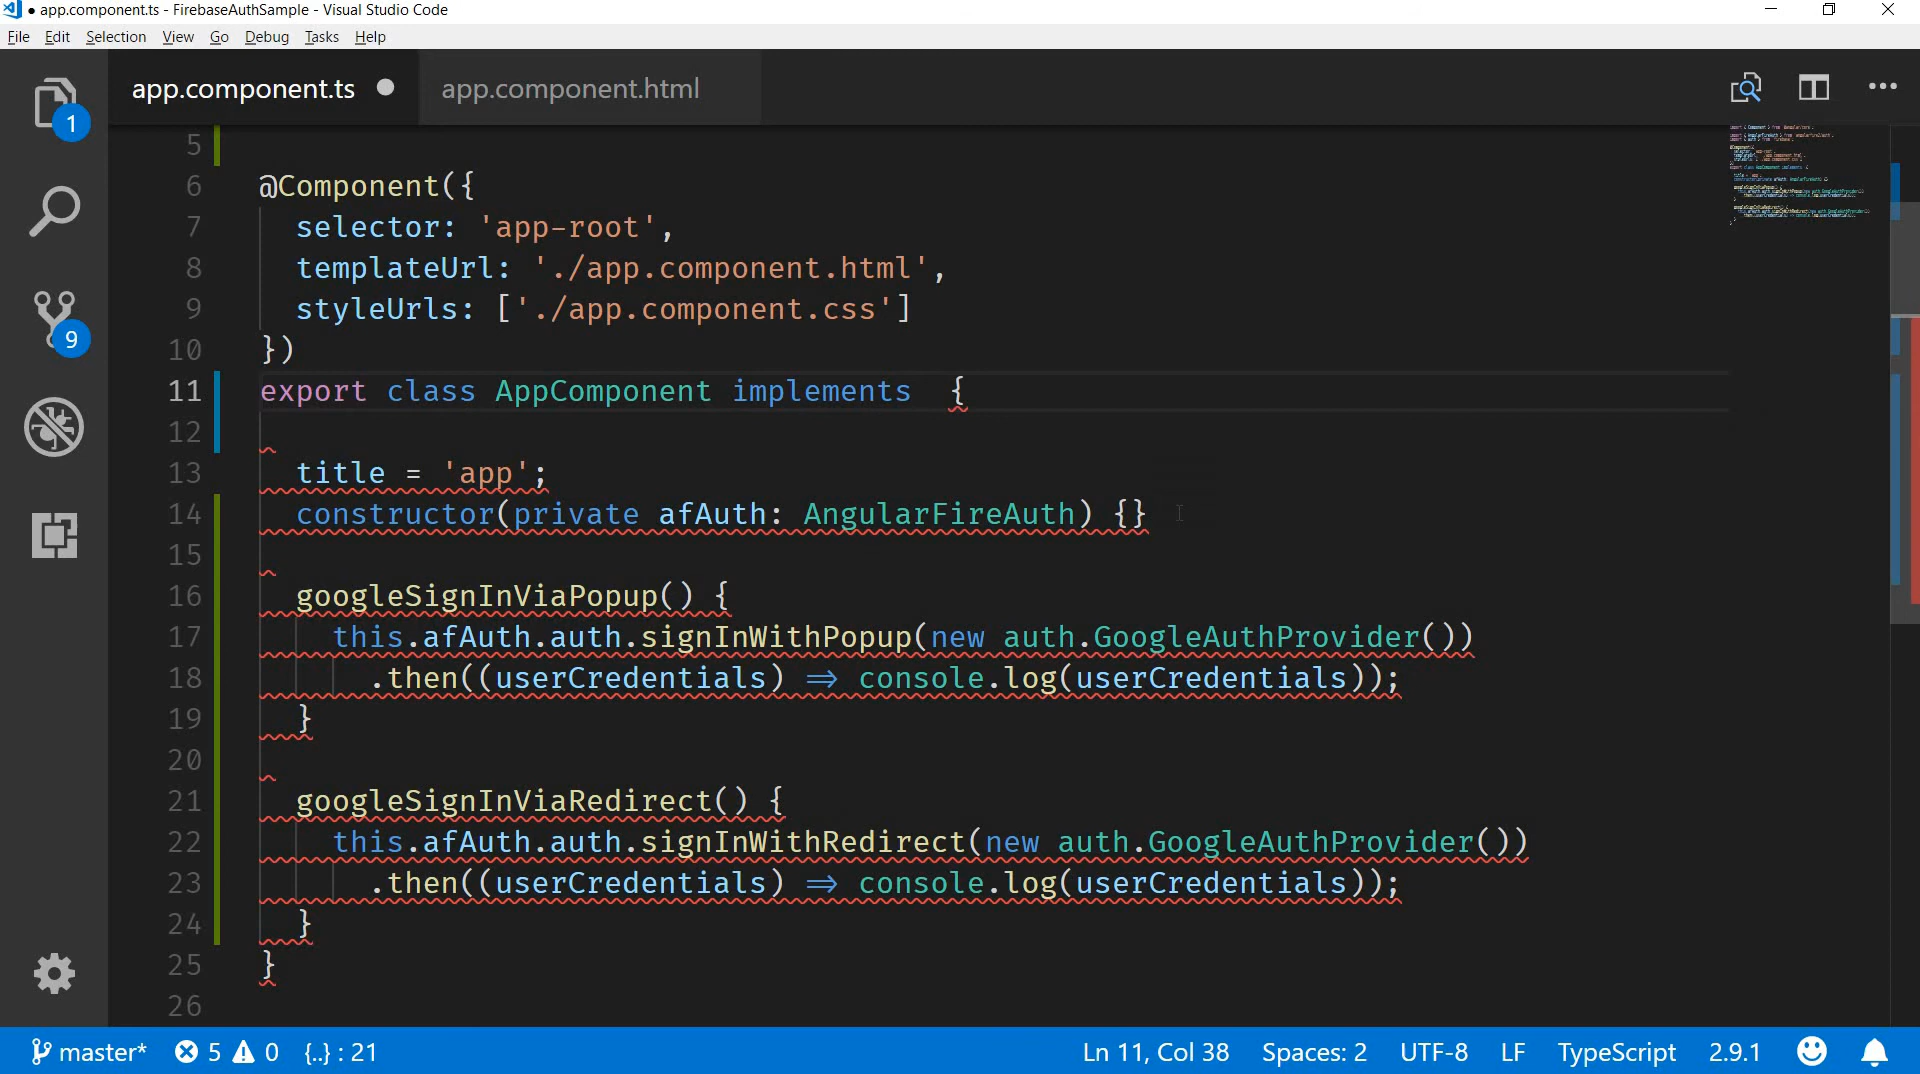 ● app.component.ts - FirebaseAuthSample - Visual Studio Code
File Edit Selection View Go Debug Tasks Help
app.component.ts ● app.component.html
1
9
5
6 @Component({
7 selector: 'app-root',
8 templateUrl: './app.component.html',
9 styleUrls: ['./app.component.css']
10 })
11 export class AppComponent implements  {
12
13 title = 'app';
14 constructor(private afAuth: AngularFireAuth) {}
15
16 googleSignInViaPopup() {
17 this.afAuth.auth.signInWithPopup(new auth.GoogleAuthProvider())
18 .then((userCredentials) => console.log(userCredentials));
19 }
20
21 googleSignInViaRedirect() {
22 this.afAuth.auth.signInWithRedirect(new auth.GoogleAuthProvider())
23 .then((userCredentials) => console.log(userCredentials));
24 }
25 }
26
master* 5 0 {..} : 21 Ln 11, Col 38 Spaces: 2 UTF-8 LF TypeScript 2.9.1